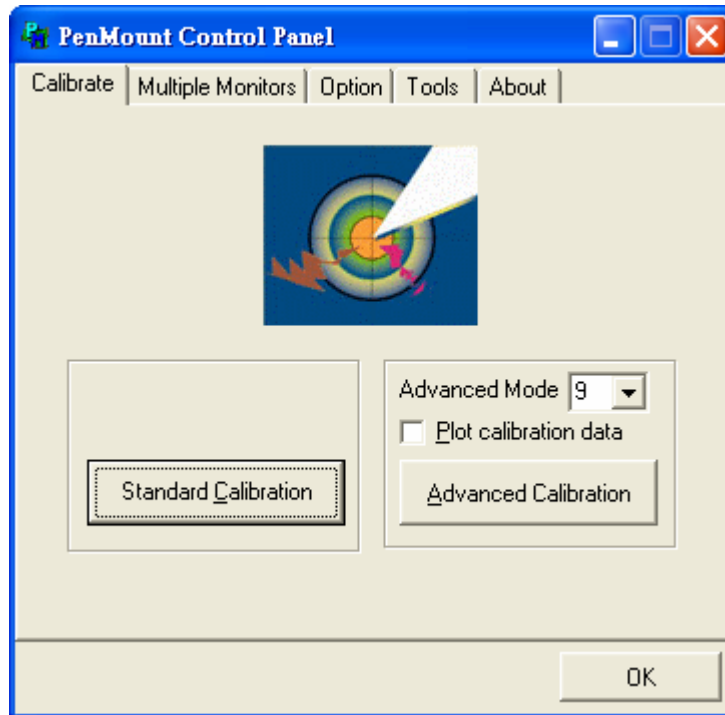 PenMount Control Panel
Calibrate Multiple Monitors Option Tools About
Advanced Mode 9
Plot calibration data
Standard Calibration
Advanced Calibration
OK